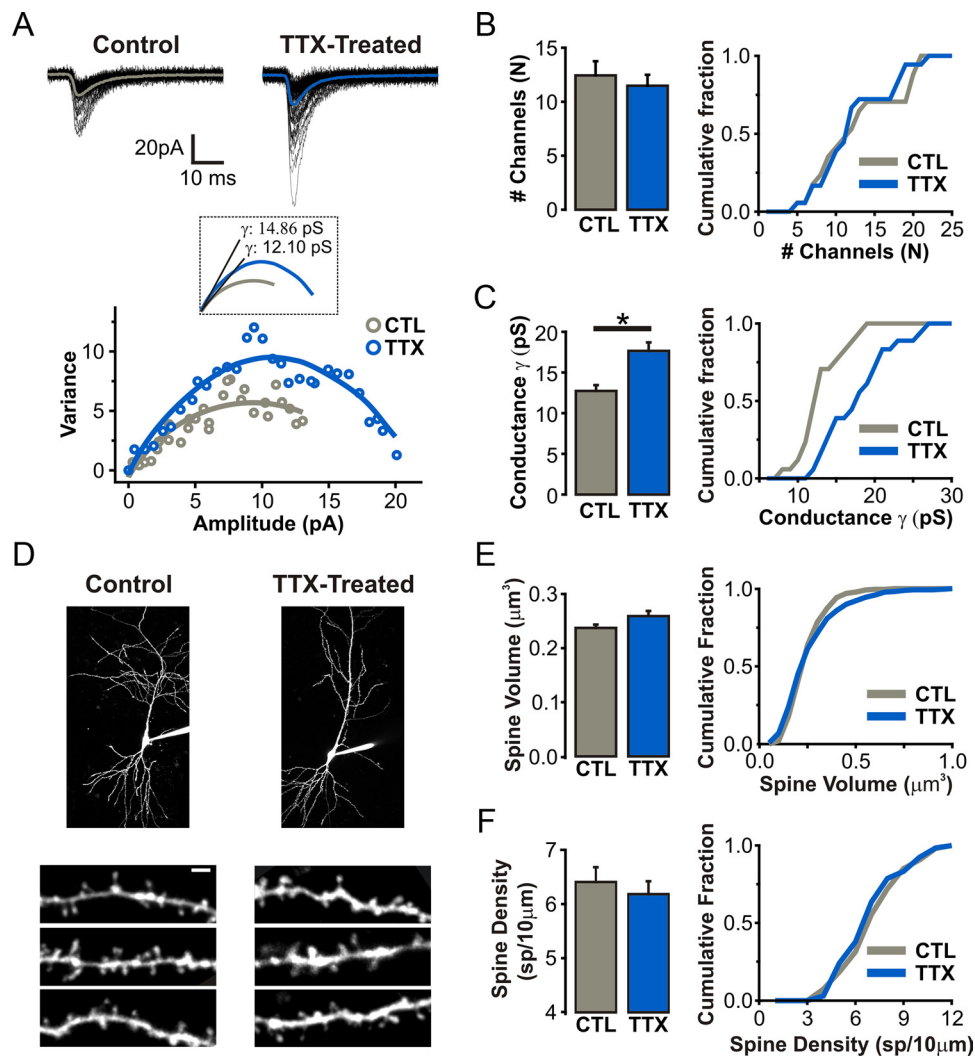 A
Control
TTX-Treated
20pA
10 ms
γ: 14.86 pS
γ: 12.10 pS
CTL
TTX
Variance
10
5
0
0
5
10
15
20
Amplitude (pA)
B
# Channels (N)
15
10
5
0
CTL
TTX
Cumulative fraction
1.0
0.5
0.0
CTL
TTX
0
5
10
15
20
25
# Channels (N)
C
Conductance γ (pS)
20
15
10
5
0
*
CTL
TTX
Cumulative fraction
1.0
0.5
0.0
CTL
TTX
10
20
30
Conductance γ (pS)
D
Control
TTX-Treated
E
Spine Volume (μm³)
0.3
0.2
0.1
0.0
CTL
TTX
Cumulative Fraction
1.0
0.5
0.0
CTL
TTX
0
0.5
1.0
Spine Volume (μm³)
F
Spine Density
(sp/10μm)
7
6
5
4
CTL
TTX
Cumulative Fraction
1.0
0.5
0.0
CTL
TTX
0
3
6
9
12
Spine Density (sp/10μm)